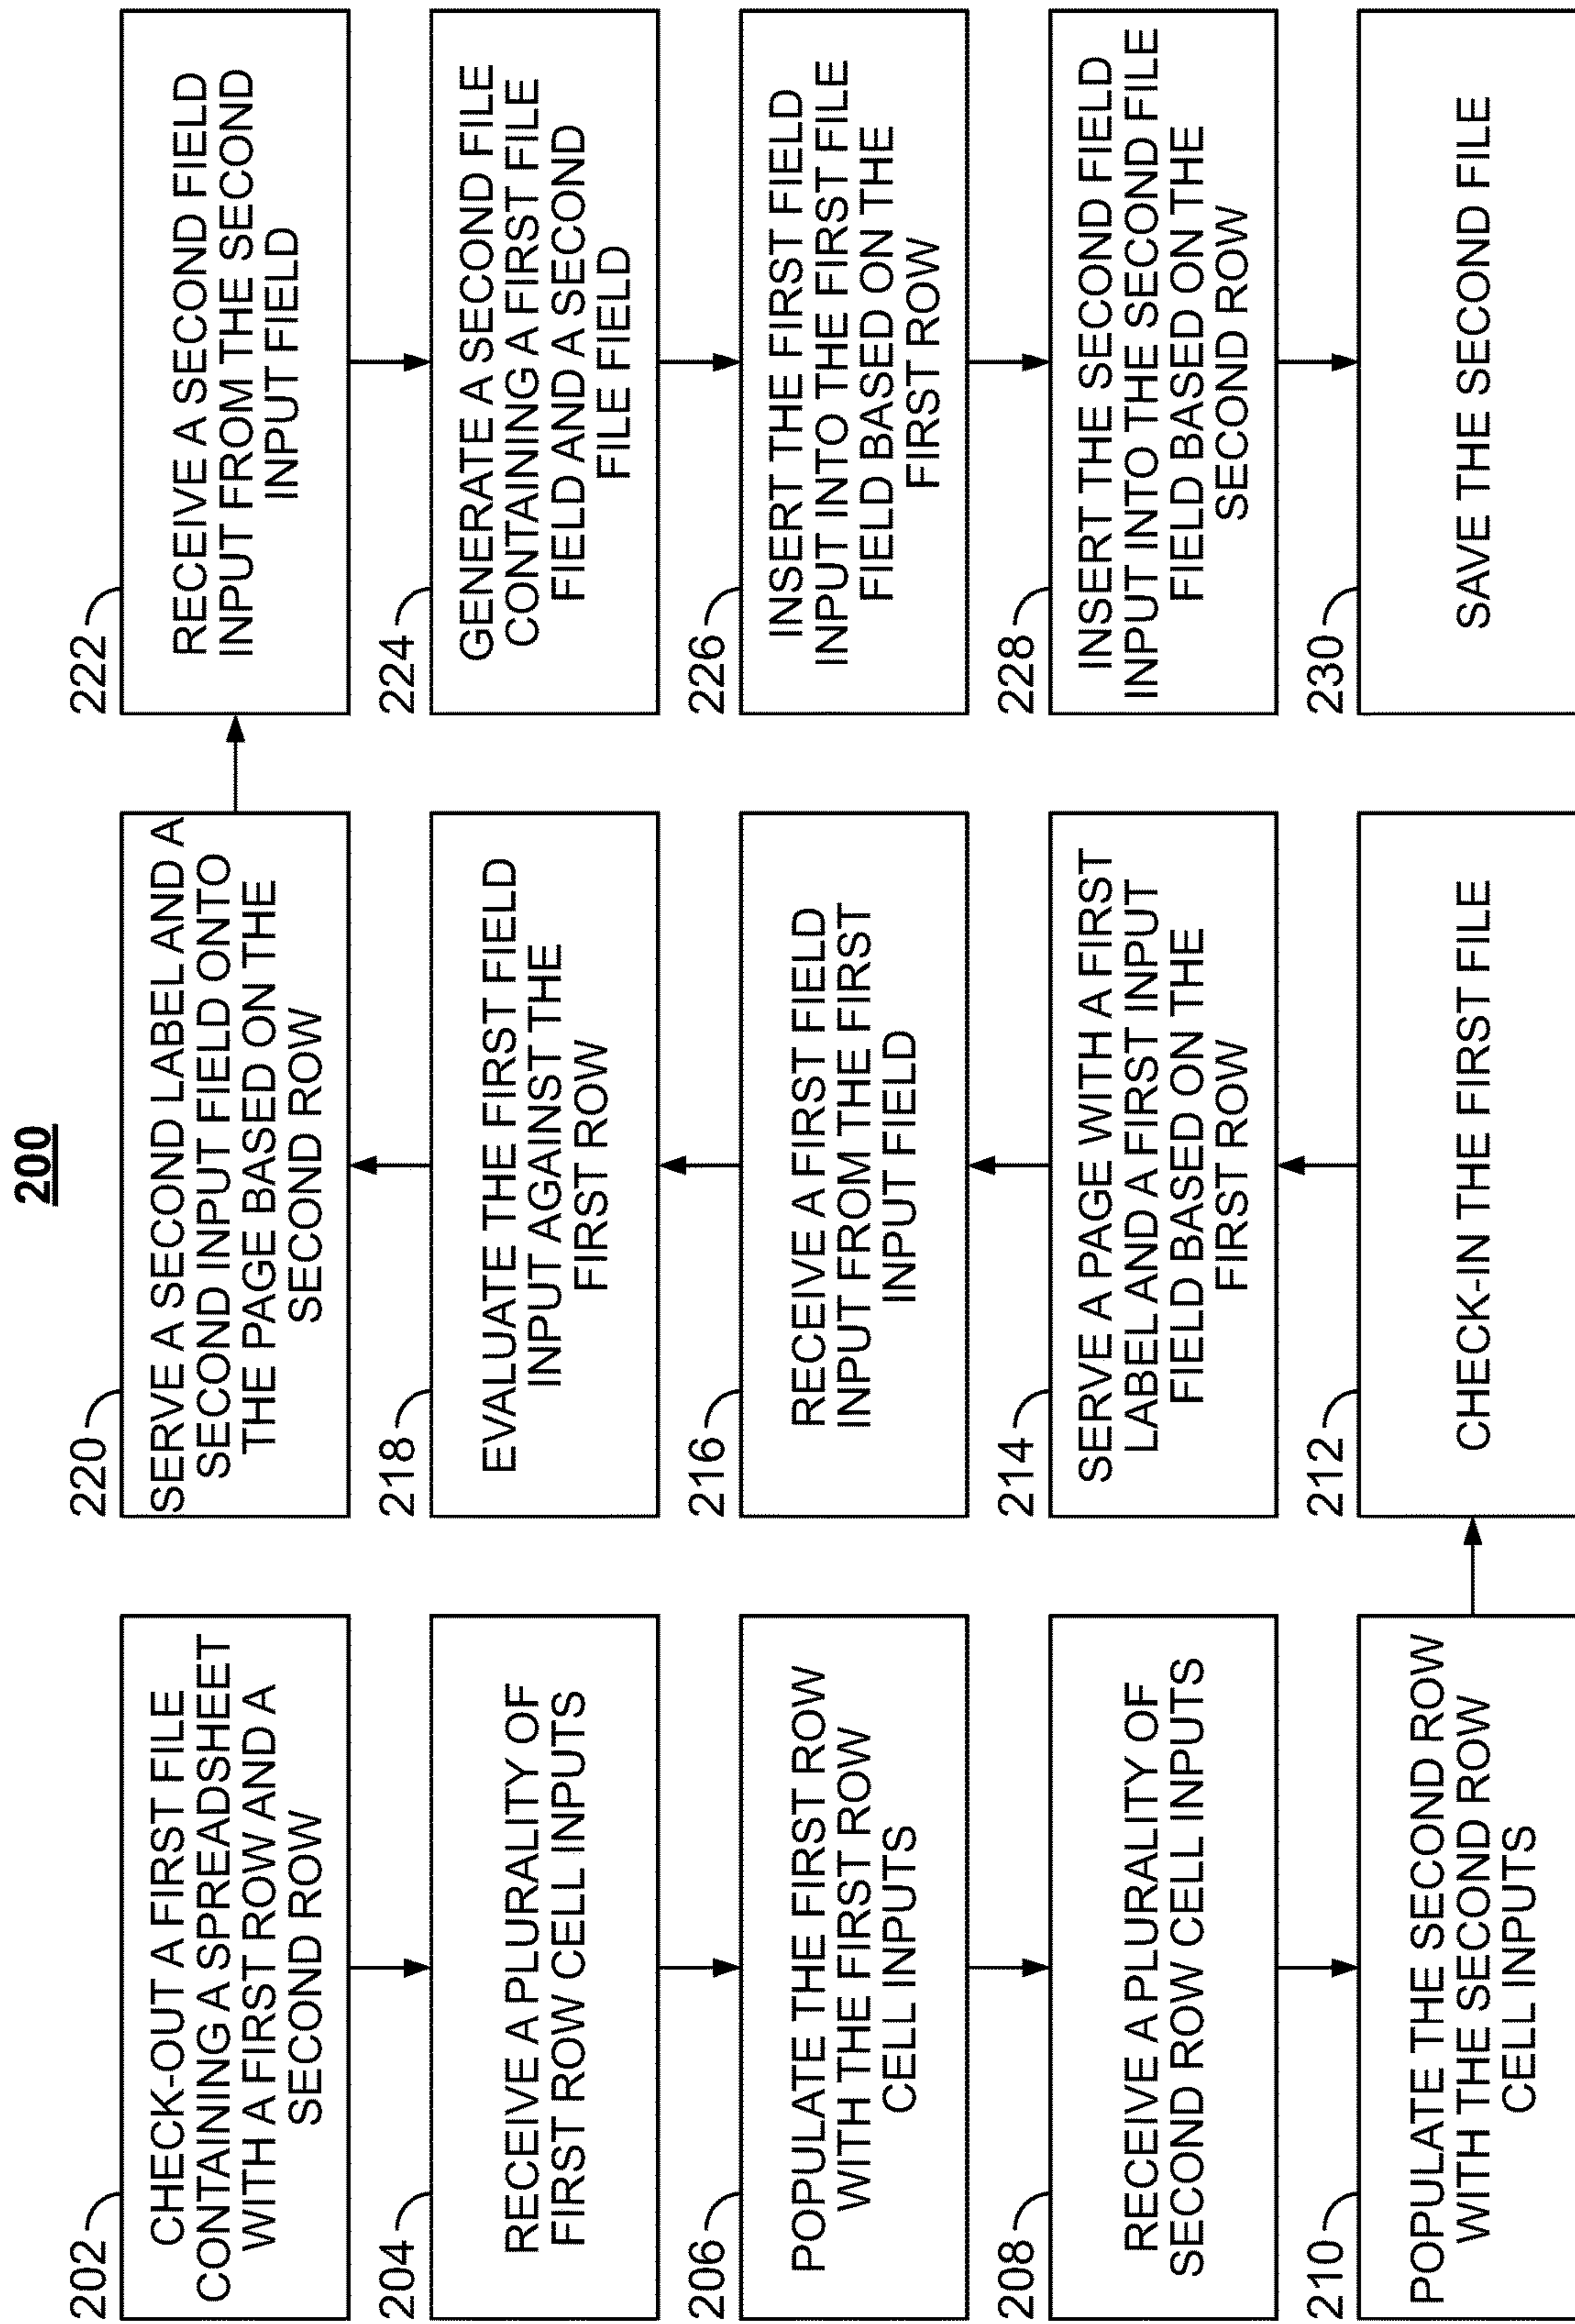 200
202
CHECK-OUT A FIRST FILE
CONTAINING A SPREADSHEET
WITH A FIRST ROW AND A
SECOND ROW
204
RECEIVE A PLURALITY OF
FIRST ROW CELL INPUTS
206
POPULATE THE FIRST ROW
WITH THE FIRST ROW
CELL INPUTS
208
RECEIVE A PLURALITY OF
SECOND ROW CELL INPUTS
210
POPULATE THE SECOND ROW
WITH THE SECOND ROW
CELL INPUTS
212
CHECK-IN THE FIRST FILE
214
SERVE A PAGE WITH A FIRST
LABEL AND A FIRST INPUT
FIELD BASED ON THE
FIRST ROW
216
RECEIVE A FIRST FIELD
INPUT FROM THE FIRST
INPUT FIELD
218
EVALUATE THE FIRST FIELD
INPUT AGAINST THE
FIRST ROW
220
SERVE A SECOND LABEL AND A
SECOND INPUT FIELD ONTO
THE PAGE BASED ON THE
SECOND ROW
222
RECEIVE A SECOND FIELD
INPUT FROM THE SECOND
INPUT FIELD
224
GENERATE A SECOND FILE
CONTAINING A FIRST FILE
FIELD AND A SECOND
FILE FIELD
226
INSERT THE FIRST FIELD
INPUT INTO THE FIRST FILE
FIELD BASED ON THE
FIRST ROW
228
INSERT THE SECOND FIELD
INPUT INTO THE SECOND FILE
FIELD BASED ON THE
SECOND ROW
230
SAVE THE SECOND FILE